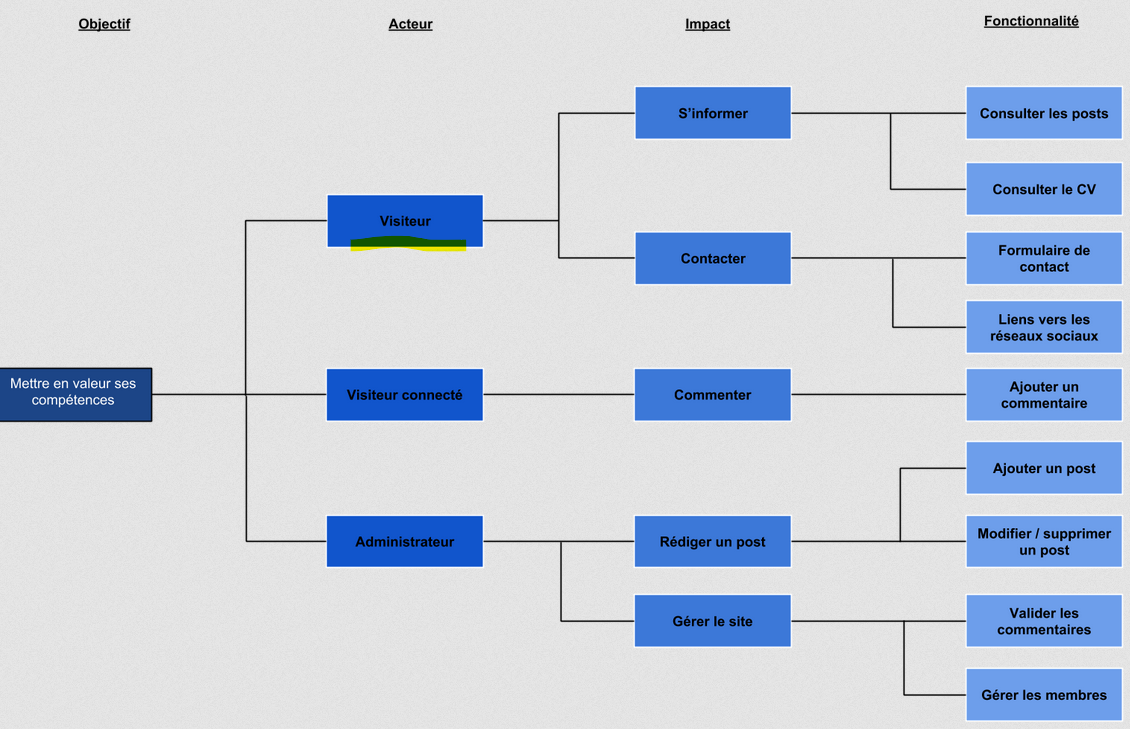 Objectif
Acteur
Impact
Fonctionnalité
S'informer
Consulter les posts
Consulter le CV
Visiteur
Contacter
Formulaire de
contact
Liens vers les
réseaux sociaux
Mettre en valeur ses
compétences
Visiteur connecté
Commenter
Ajouter un
commentaire
Ajouter un post
Administrateur
Rédiger un post
Modifier / supprimer
un post
Gérer le site
Valider les
commentaires
Gérer les membres